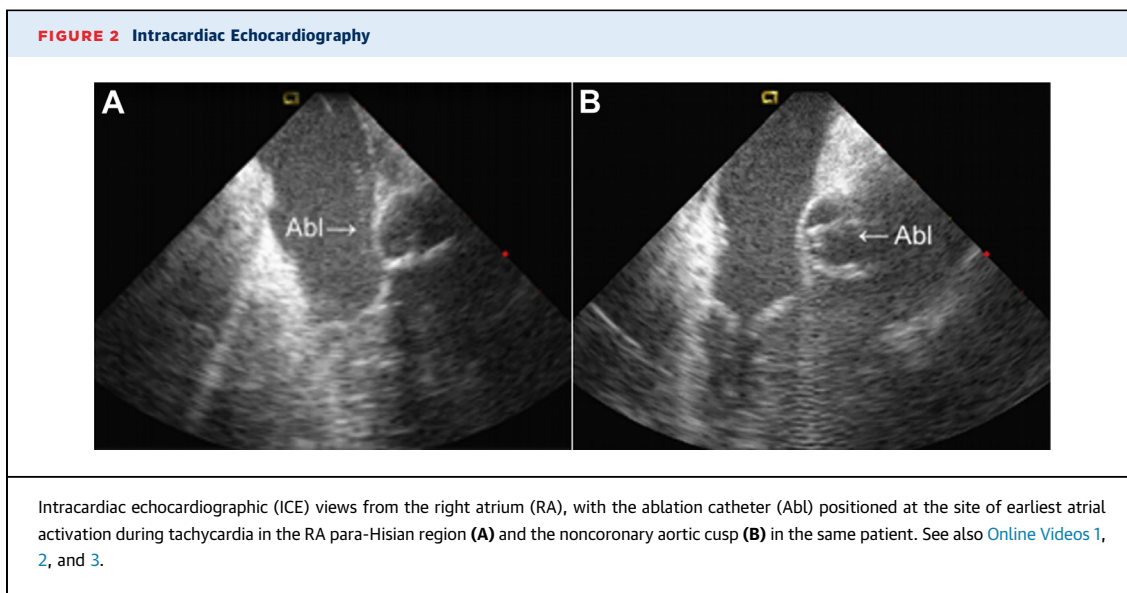 FIGURE 2 Intracardiac Echocardiography
A
B
Abl→
←Abl
Intracardiac echocardiographic (ICE) views from the right atrium (RA), with the ablation catheter (Abl) positioned at the site of earliest atrial
activation during tachycardia in the RA para-Hisian region (A) and the noncoronary aortic cusp (B) in the same patient. See also Online Videos 1,
2, and 3.